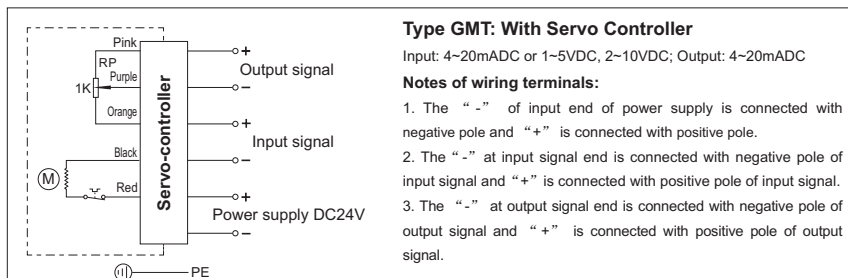 Pink
RP
Purple
1K
Orange
Black
M
Red
Servo-controller
+
Output signal
-
+
Input signal
-
+
Power supply DC24V
-
PE
Type GMT: With Servo Controller
Input: 4~20mADC or 1~5VDC, 2~10VDC; Output: 4~20mADC
Notes of wiring terminals:
1. The “-” of input end of power supply is connected with
negative pole and “+” is connected with positive pole.
2. The “-” at input signal end is connected with negative pole of
input signal and “+” is connected with positive pole of input signal.
3. The “-” at output signal end is connected with negative pole of
output signal and “+” is connected with positive pole of output
signal.